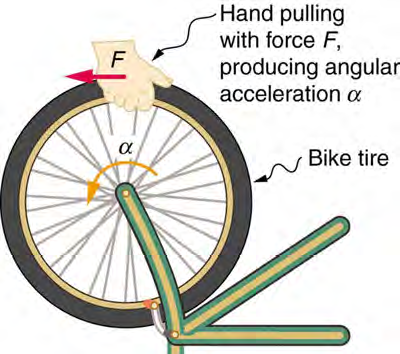 Hand pulling
with force F,
producing angular
acceleration α
F
α
Bike tire